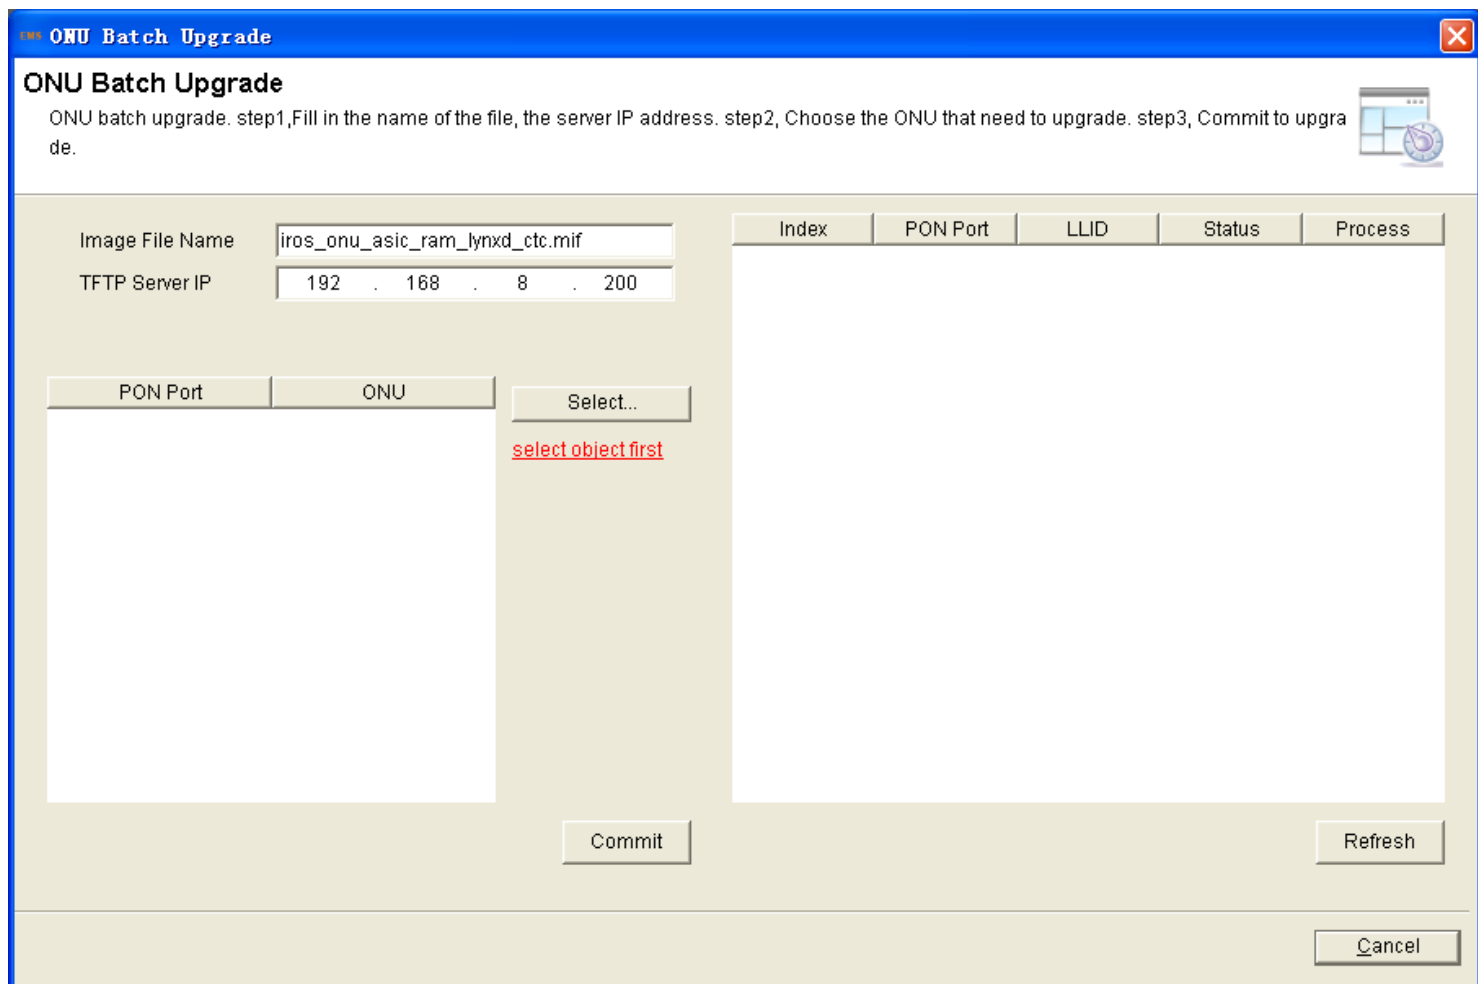 EMS ONU Batch Upgrade
ONU Batch Upgrade
ONU batch upgrade. step1,Fill in the name of the file, the server IP address. step2, Choose the ONU that need to upgrade. step3, Commit to upgra
de.
Image File Name iros_onu_asic_ram_lynxd_ctc.mif
TFTP Server IP 192 . 168 . 8 . 200
PON Port ONU
Select...
select object first
Commit
Index PON Port LLID Status Process
Refresh
Cancel